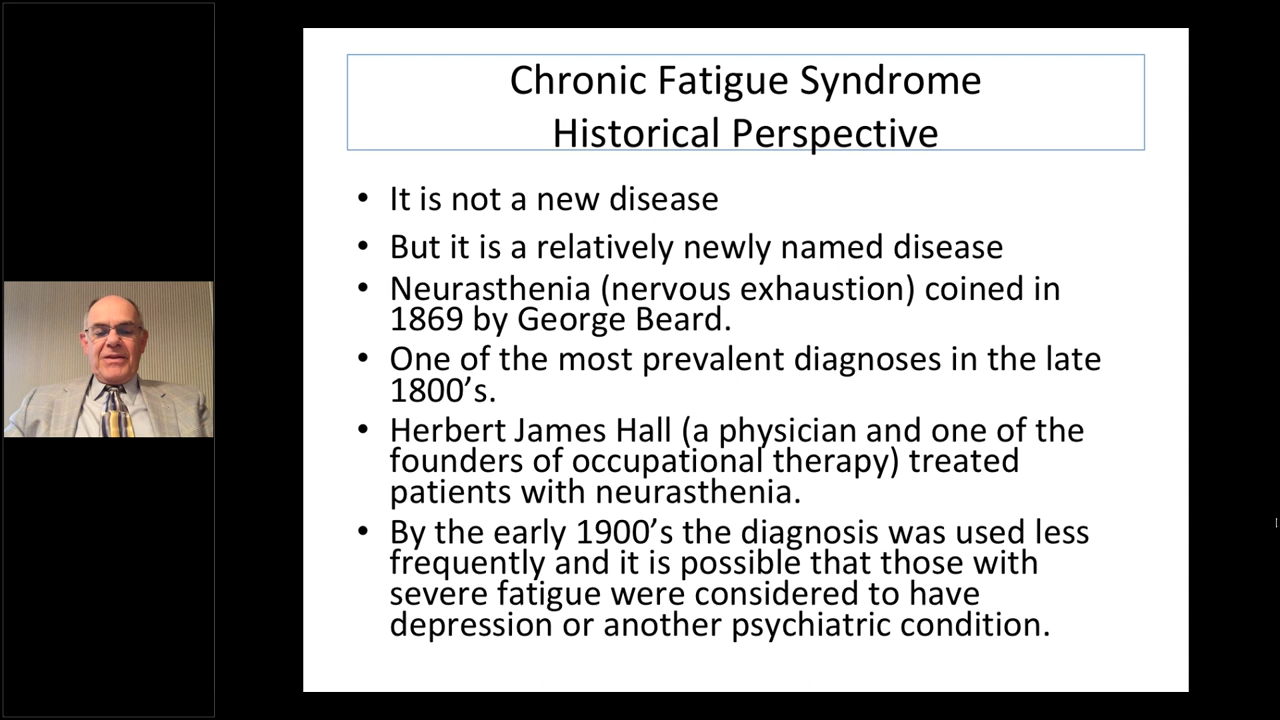 Chronic Fatigue Syndrome
Historical Perspective
• It is not a new disease
• But it is a relatively newly named disease
• Neurasthenia (nervous exhaustion) coined in
1869 by George Beard.
• One of the most prevalent diagnoses in the late
1800’s.
• Herbert James Hall (a physician and one of the
founders of occupational therapy) treated
patients with neurasthenia.
• By the early 1900’s the diagnosis was used less
frequently and it is possible that those with
severe fatigue were considered to have
depression or another psychiatric condition.